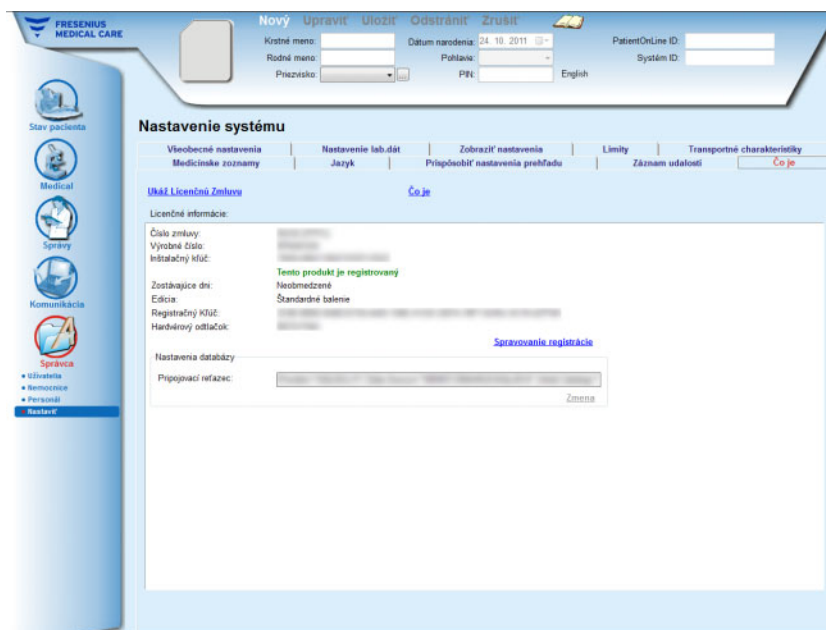 FRESENIUS
MEDICAL CARE
Nový Upraviť Uložiť Odstrániť Zrušiť
Krstné meno: Dátum narodenia: 24. 10. 2011 PatientOnLine ID:
Rodné meno: Pohlavie: Systém ID:
Priezvisko: ... PIN: English
Stav pacienta
Medical
Správy
Komunikácia
Správca
Užívatelia
Nemocnice
Personál
Nastaviť
Nastavenie systému
Všeobecné nastavenia | Nastavenie lab.dát | Zobraziť nastavenia | Limity | Transportné charakteristiky
Medicínske zoznamy | Jazyk | Prispôsobiť nastavenia prehľadu | Záznam udalosti Čo je
Ukáž Licenčnú Zmluvu Čo je
Licenčné informácie:
Číslo zmluvy:
Výrobné číslo:
Inštalačný kľúč:
Tento produkt je registrovaný
Zostávajúce dni: Neobmedzené
Edícia: Štandardné balenie
Registračný Kľúč:
Hardvérový odtlačok:
Spravovanie registrácie
Nastavenia databázy
Pripojovací reťazec:
Zmena